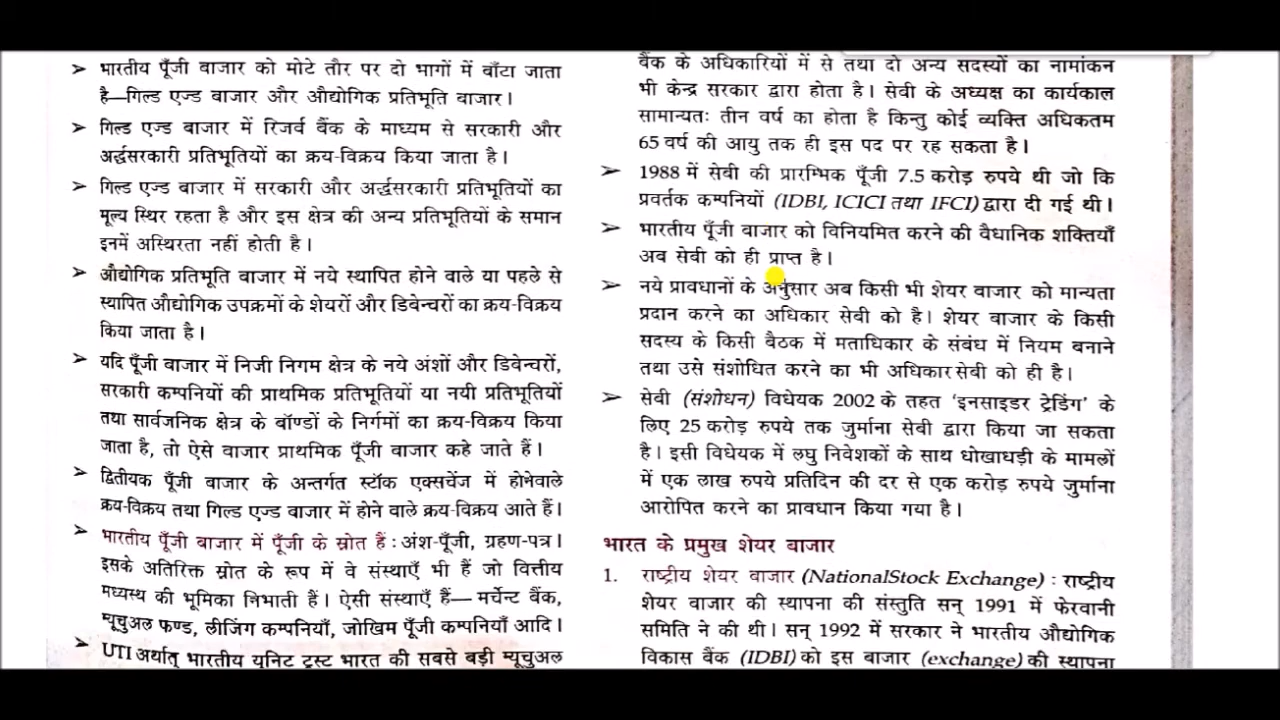 ➢ भारतीय पूँजी बाजार को मोटे तौर पर दो भागों में बाँटा जाता
है—गिल्ड एज्ड बाजार और औद्योगिक प्रतिभूति बाजार।
➢ गिल्ड एज्ड बाजार में रिजर्व बैंक के माध्यम से सरकारी और
अर्द्धसरकारी प्रतिभूतियों का क्रय-विक्रय किया जाता है।
➢ गिल्ड एज्ड बाजार में सरकारी और अर्द्धसरकारी प्रतिभूतियों का
मूल्य स्थिर रहता है और इस क्षेत्र की अन्य प्रतिभूतियों के समान
इनमें अस्थिरता नहीं होती है।
➢ औद्योगिक प्रतिभूति बाजार में नये स्थापित होने वाले या पहले से
स्थापित औद्योगिक उपक्रमों के शेयरों और डिबेन्चरों का क्रय-विक्रय
किया जाता है।
➢ यदि पूँजी बाजार में निजी निगम क्षेत्र के नये अंशों और डिबेन्चरों,
सरकारी कम्पनियों की प्राथमिक प्रतिभूतियों या नयी प्रतिभूतियों
तथा सार्वजनिक क्षेत्र के बॉण्डों के निर्गमों का क्रय-विक्रय किया
जाता है, तो ऐसे बाजार प्राथमिक पूँजी बाजार कहे जाते हैं।
➢ द्वितीयक पूँजी बाजार के अन्तर्गत स्टॉक एक्सचेंज में होनेवाले
क्रय-विक्रय तथा गिल्ड एज्ड बाजार में होने वाले क्रय-विक्रय आते हैं।
➢ भारतीय पूँजी बाजार में पूँजी के स्रोत हैं : अंश-पूँजी, ग्रहण-पत्र।
इसके अतिरिक्त स्रोत के रूप में वे संस्थाएँ भी हैं जो वित्तीय
मध्यस्थ की भूमिका निभाती हैं। ऐसी संस्थाएँ हैं— मर्चेन्ट बैंक,
म्यूचुअल फण्ड, लीजिंग कम्पनियाँ, जोखिम पूँजी कम्पनियाँ आदि।
➢ UTI अर्थात् भारतीय यूनिट ट्रस्ट भारत की सबसे बड़ी म्यूचुअल
बैंक के अधिकारियों में से तथा दो अन्य सदस्यों का नामांकन
भी केन्द्र सरकार द्वारा होता है। सेवी के अध्यक्ष का कार्यकाल
सामान्यतः तीन वर्ष का होता है किन्तु कोई व्यक्ति अधिकतम
65 वर्ष की आयु तक ही इस पद पर रह सकता है।
➢ 1988 में सेबी की प्रारम्भिक पूँजी 7.5 करोड़ रुपये थी जो कि
प्रवर्तक कम्पनियों (IDBI, ICICI तथा IFCI) द्वारा दी गई थी।
➢ भारतीय पूँजी बाजार को विनियमित करने की वैधानिक शक्तियाँ
अब सेबी को ही प्राप्त है।
➢ नये प्रावधानों के अनुसार अब किसी भी शेयर बाजार को मान्यता
प्रदान करने का अधिकार सेबी को है। शेयर बाजार के किसी
सदस्य के किसी बैठक में मताधिकार के संबंध में नियम बनाने
तथा उसे संशोधित करने का भी अधिकार सेबी को ही है।
➢ सेबी (संशोधन) विधेयक 2002 के तहत ‘इनसाइडर ट्रेडिंग’ के
लिए 25 करोड़ रुपये तक जुर्माना सेबी द्वारा किया जा सकता
है। इसी विधेयक में लघु निवेशकों के साथ धोखाधड़ी के मामलों
में एक लाख रुपये प्रतिदिन की दर से एक करोड़ रुपये जुर्माना
आरोपित करने का प्रावधान किया गया है।
भारत के प्रमुख शेयर बाजार
1. राष्ट्रीय शेयर बाजार (NationalStock Exchange) : राष्ट्रीय
शेयर बाजार की स्थापना की संस्तुति सन् 1991 में फेरवानी
समिति ने की थी। सन् 1992 में सरकार ने भारतीय औद्योगिक
विकास बैंक (IDBI) को इस बाजार (exchange) की स्थापना